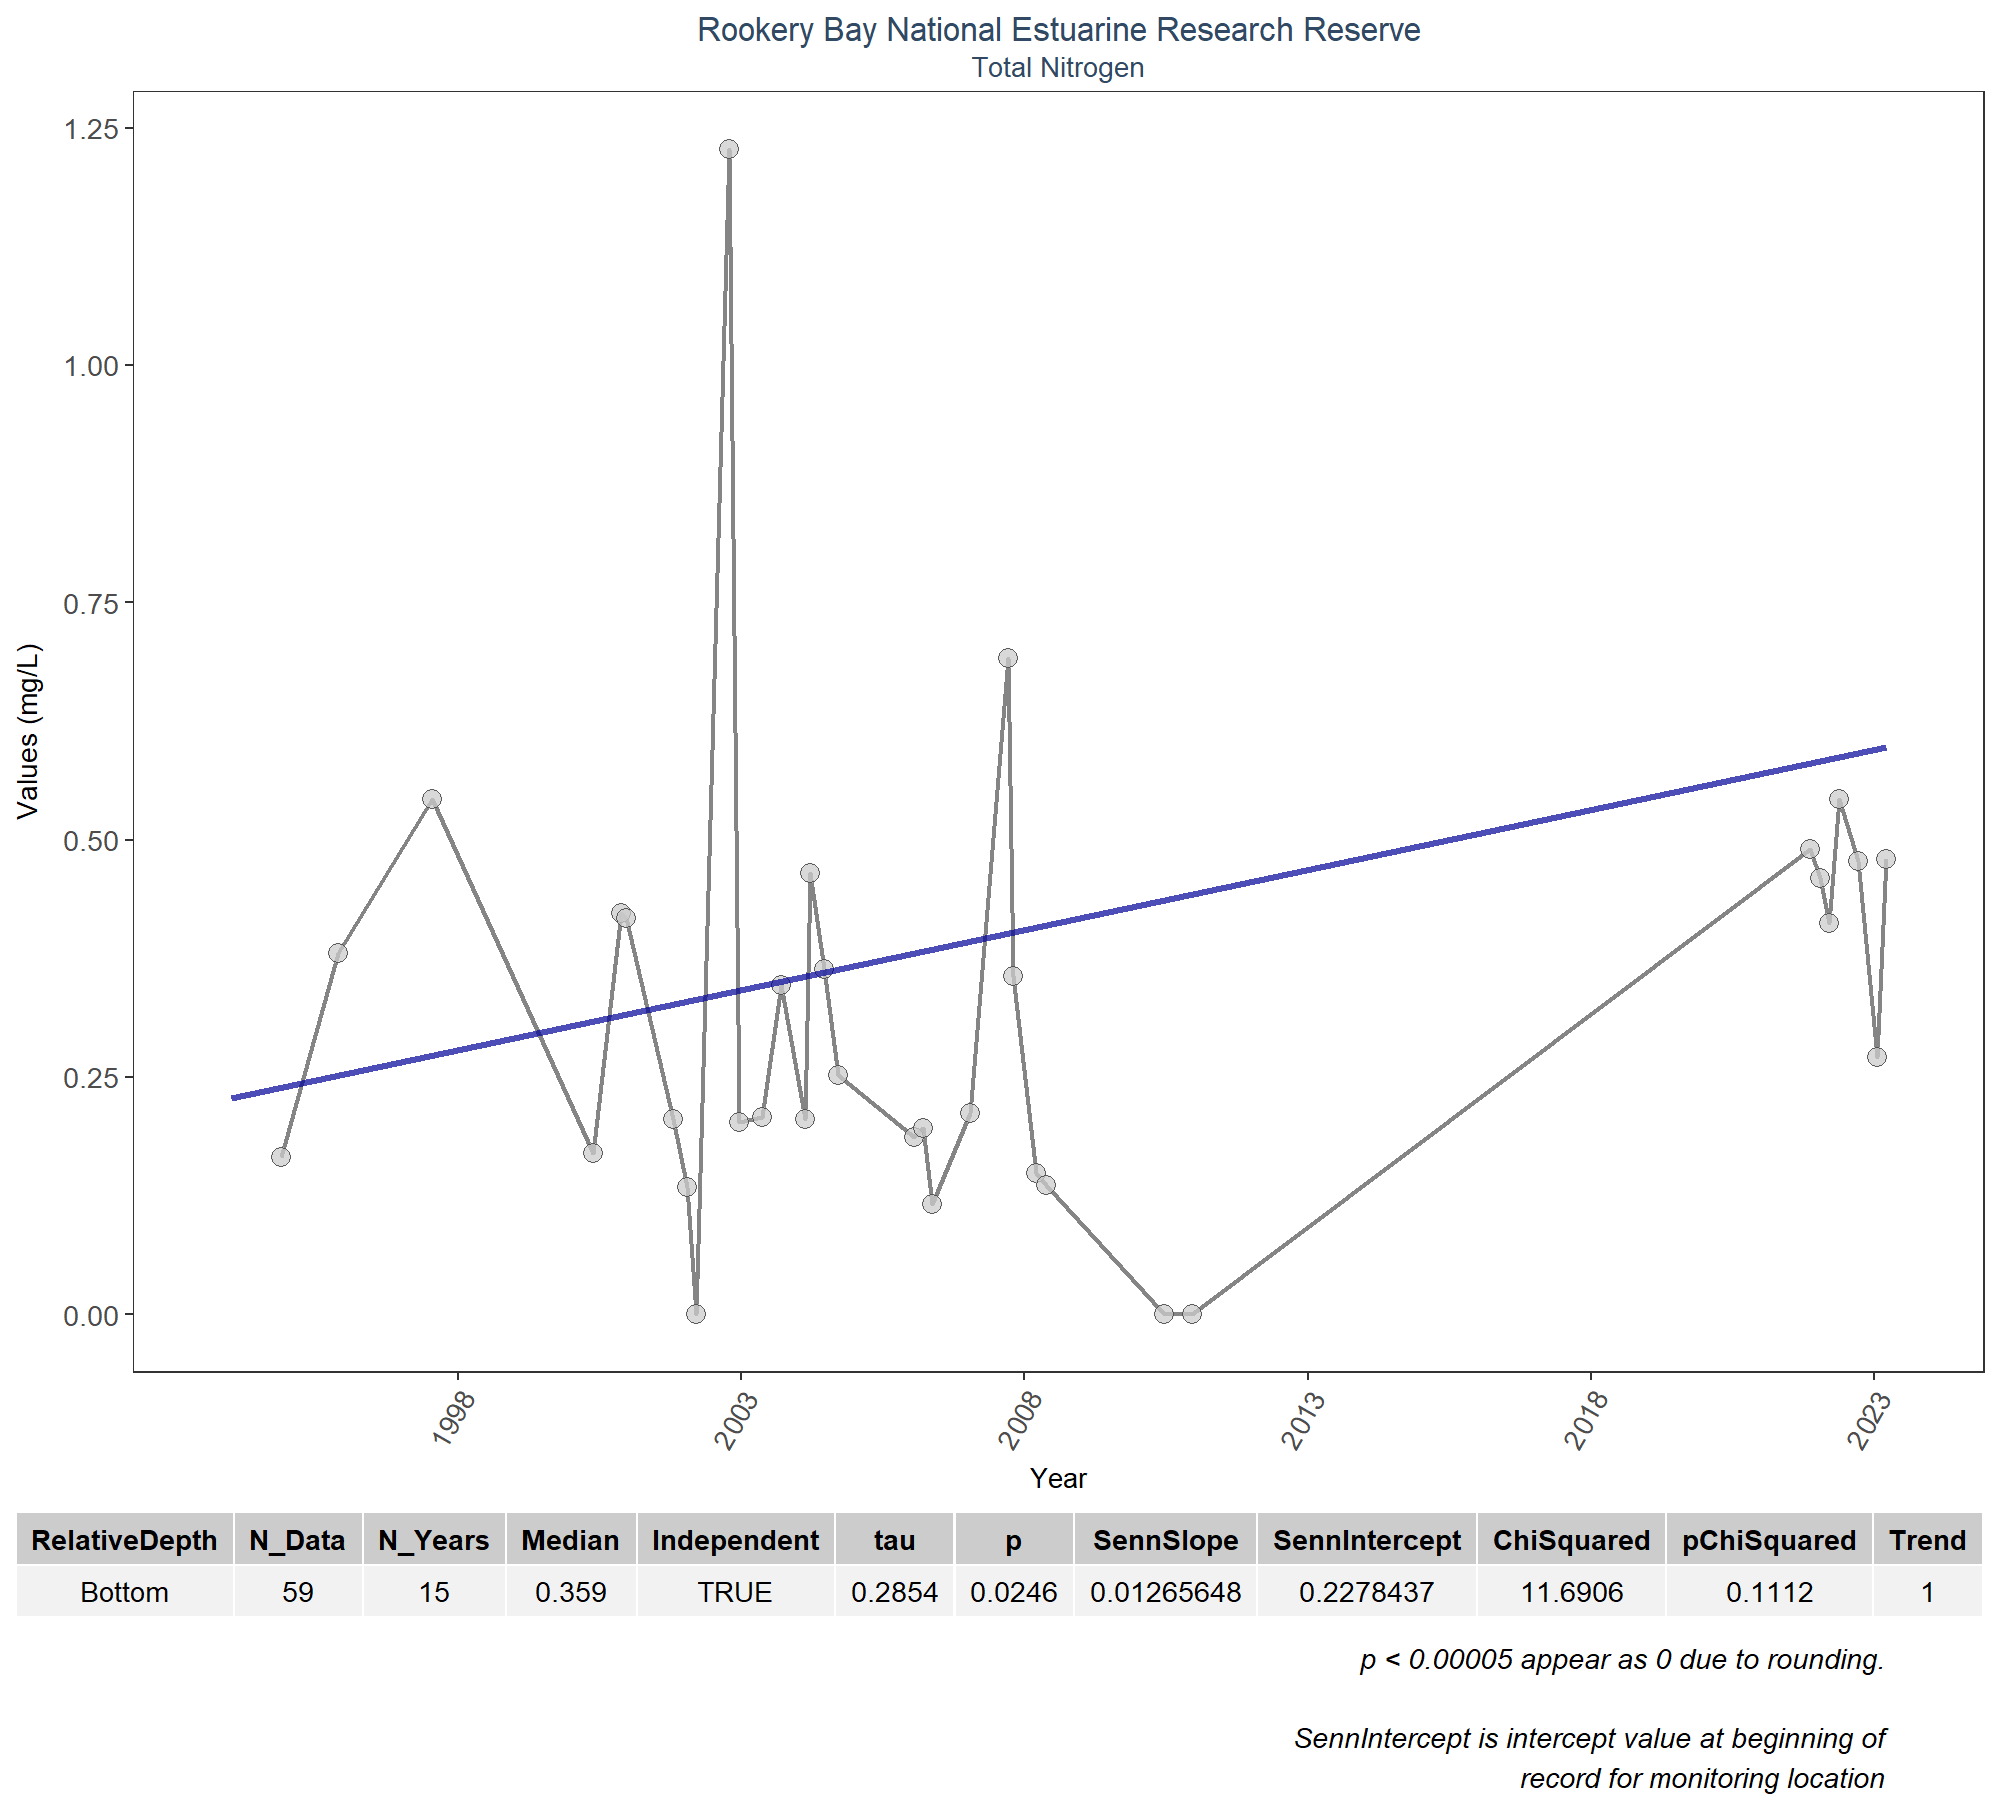 Rookery Bay National Estuarine Research Reserve
Total Nitrogen
Values (mg/L)
1.25
1.00
0.75
0.50
0.25
0.00
1998 2003 2008 2013 2018 2023
Year
RelativeDepth N_Data N_Years Median Independent tau p SennSlope SennIntercept ChiSquared pChiSquared Trend
Bottom 59 15 0.359 TRUE 0.2854 0.0246 0.01265648 0.2278437 11.6906 0.1112 1
p < 0.00005 appear as 0 due to rounding.
SennIntercept is intercept value at beginning of
record for monitoring location